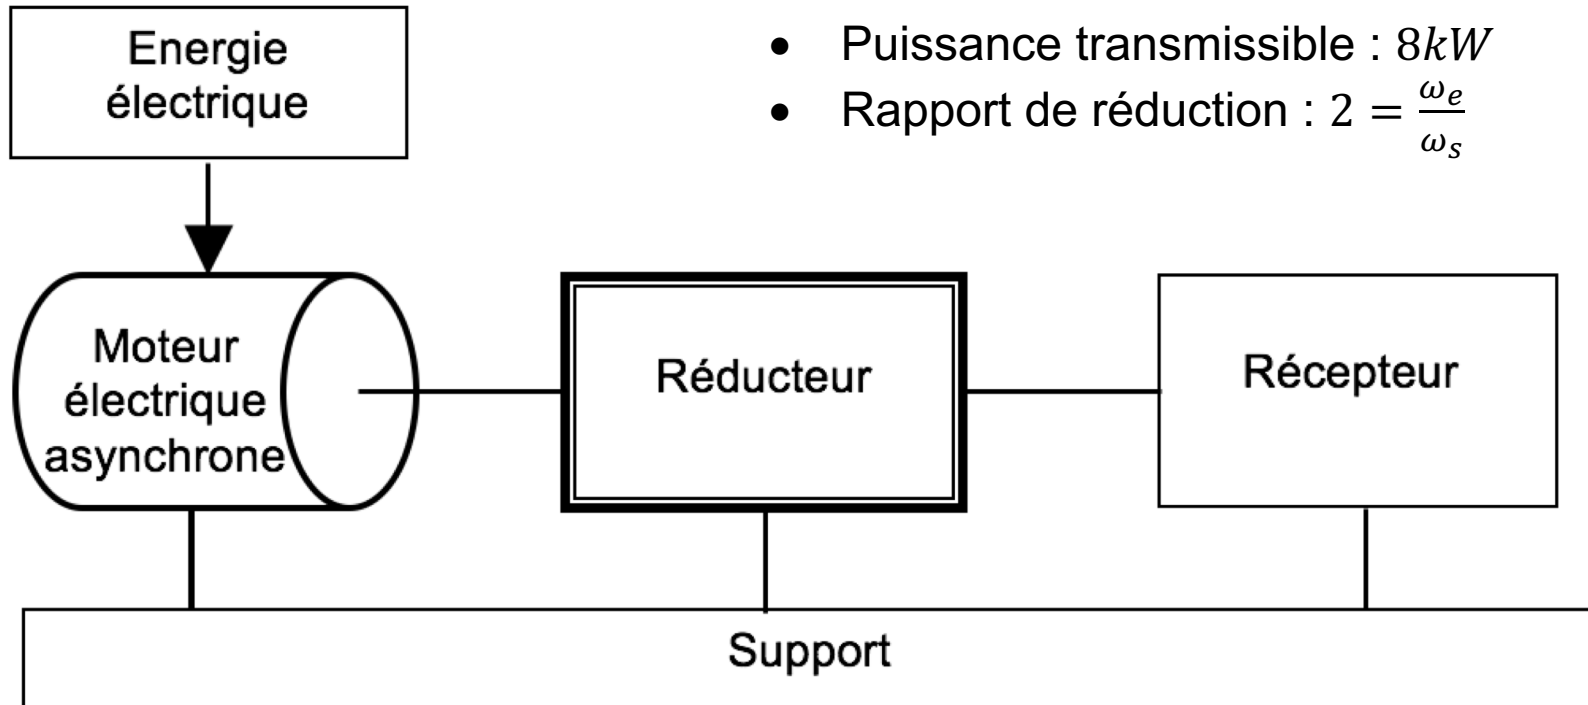 Energie
électrique
• Puissance transmissible : 8kW
• Rapport de réduction : 2 = ωₑ/ωₛ
Moteur
électrique
asynchrone
Réducteur
Récepteur
Support